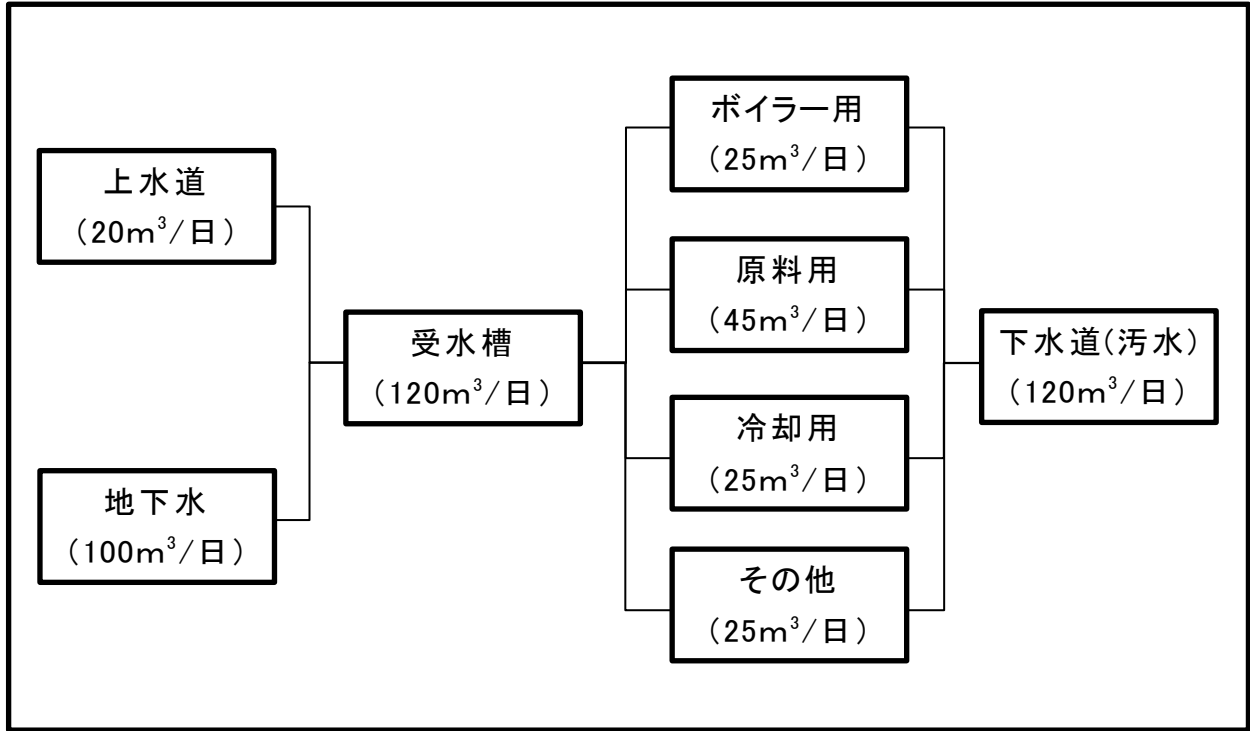 上水道
(20m³/日)
地下水
(100m³/日)
受水槽
(120m³/日)
ボイラー用
(25m³/日)
原料用
(45m³/日)
冷却用
(25m³/日)
その他
(25m³/日)
下水道(汚水)
(120m³/日)